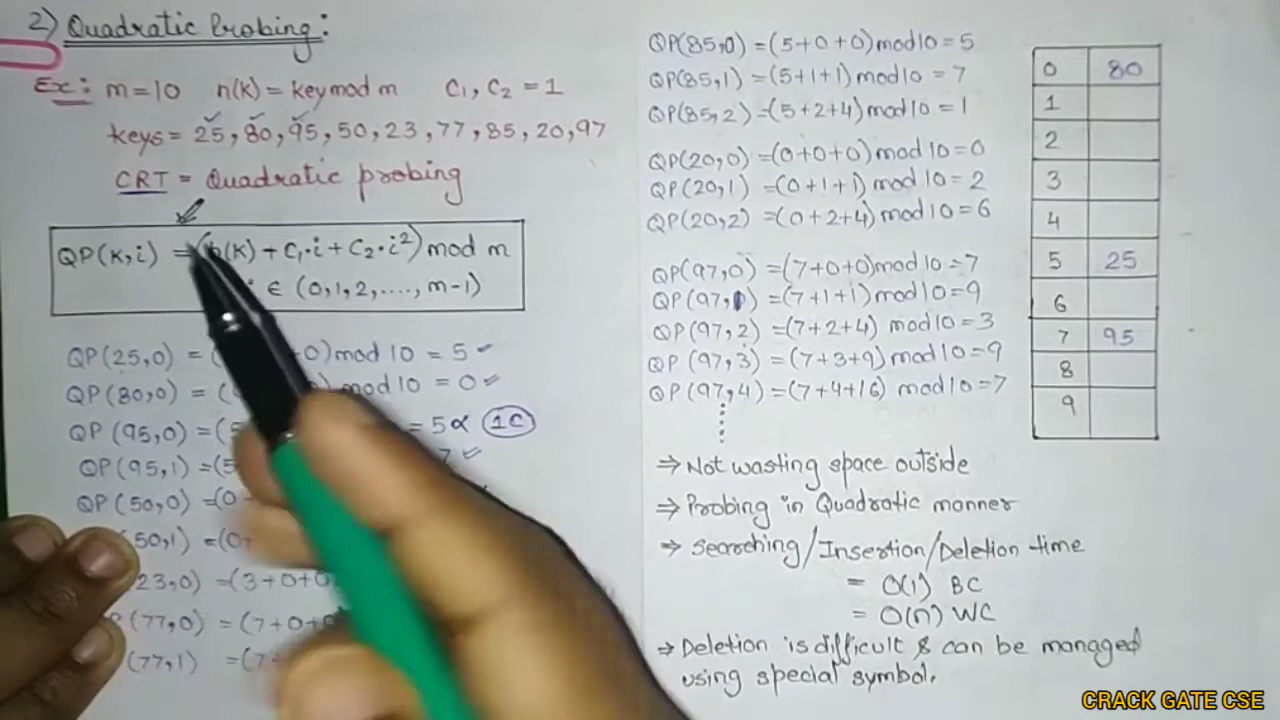 2) Quadratic Probing:
Ex: m=10 h(k) = key mod m C₁, C₂ = 1
keys = 25, 80, 95, 50, 23, 77, 85, 20, 97
CRT = Quadratic probing
QP(K,i) = (h(K) + C₁·i + C₂·i²) mod m
∈ (0,1,2,...., m-1)
QP(25,0) = ( 0) mod 10 = 5 ✓
QP(80,0) = ( mod 10 = 0 ✓
QP (95,0) = (5 = 5 ∝ 1C
QP (95,1) = (5 7 ✓
QP (50,0) = (0
(50,1) = (0+
(23,0) = (3+0+0
(77,0) = (7+0+0
(77,1) = (7+
QP(85,0) = (5+0+0) mod 10 = 5
QP(85,1) = (5+1+1) mod 10 = 7
QP(85,2) = (5+2+4) mod 10 = 1
QP(20,0) = (0+0+0) mod 10 = 0
QP(20,1) = (0+1+1) mod 10 = 2
QP(20,2) = (0+2+4) mod 10 = 6
QP(97,0) = (7+0+0) mod 10 = 7
QP(97,1) = (7+1+1) mod 10 = 9
QP(97,2) = (7+2+4) mod 10 = 3
QP(97,3) = (7+3+9) mod 10 = 9
QP(97,4) = (7+4+16) mod 10 = 7
⇒ Not wasting space outside
⇒ Probing in Quadratic manner
⇒ Searching/Insertion/Deletion time
= O(1) BC
= O(n) WC
→ Deletion is difficult & can be managed
using special symbol.
0 80
1
2
3
4
5 25
6
7 95
8
9
CRACK GATE CSE